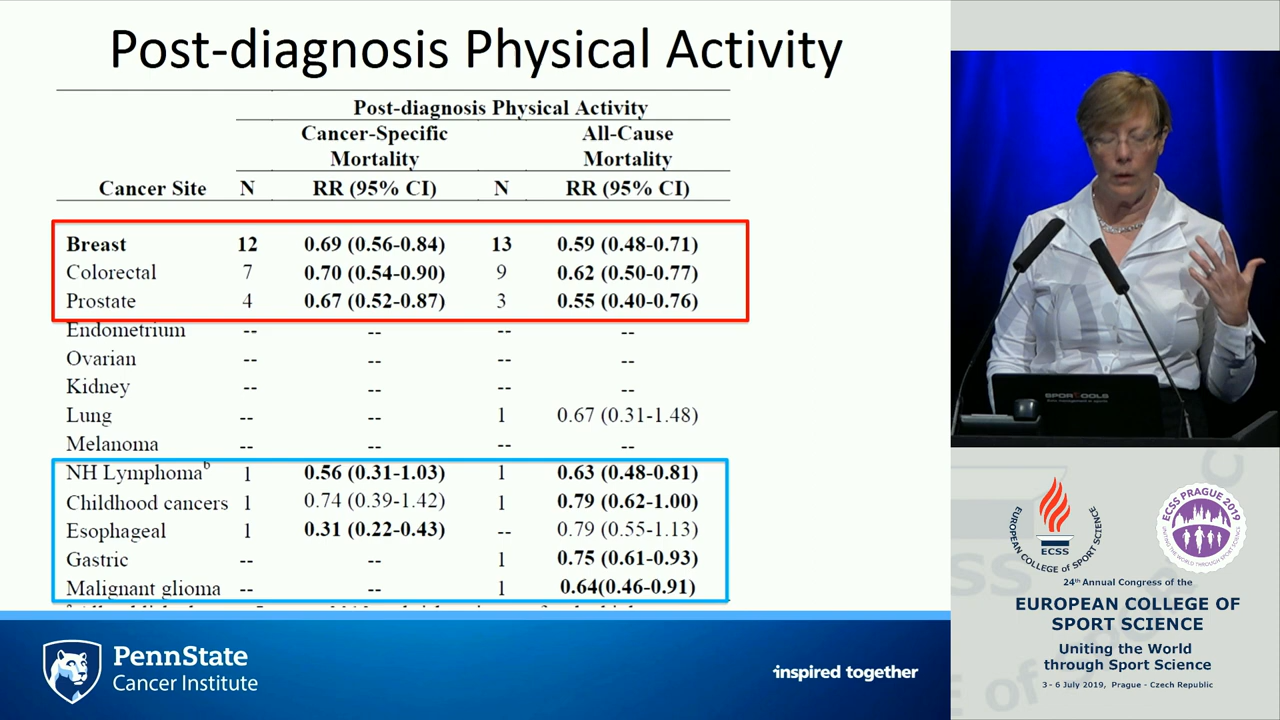 Post-diagnosis Physical Activity
Post-diagnosis Physical Activity
Cancer-Specific Mortality All-Cause Mortality
Cancer Site N RR (95% CI) N RR (95% CI)
Breast 12 0.69 (0.56-0.84) 13 0.59 (0.48-0.71)
Colorectal 7 0.70 (0.54-0.90) 9 0.62 (0.50-0.77)
Prostate 4 0.67 (0.52-0.87) 3 0.55 (0.40-0.76)
Endometrium -- -- -- --
Ovarian -- -- -- --
Kidney -- -- -- --
Lung -- -- 1 0.67 (0.31-1.48)
Melanoma -- -- -- --
NH Lymphoma b 1 0.56 (0.31-1.03) 1 0.63 (0.48-0.81)
Childhood cancers 1 0.74 (0.39-1.42) 1 0.79 (0.62-1.00)
Esophageal 1 0.31 (0.22-0.43) -- 0.79 (0.55-1.13)
Gastric -- -- 1 0.75 (0.61-0.93)
Malignant glioma -- -- 1 0.64(0.46-0.91)
PennState
Cancer Institute
inspired together
SPORTOOLS
EUROPEAN COLLEGE OF SPORT SCIENCE
ECSS
ECSS PRAGUE 2019
UNITING THE WORLD THROUGH SPORT SCIENCE
24th Annual Congress of the
EUROPEAN COLLEGE OF
SPORT SCIENCE
Uniting the World
through Sport Science
3 - 6 July 2019, Prague - Czech Republic